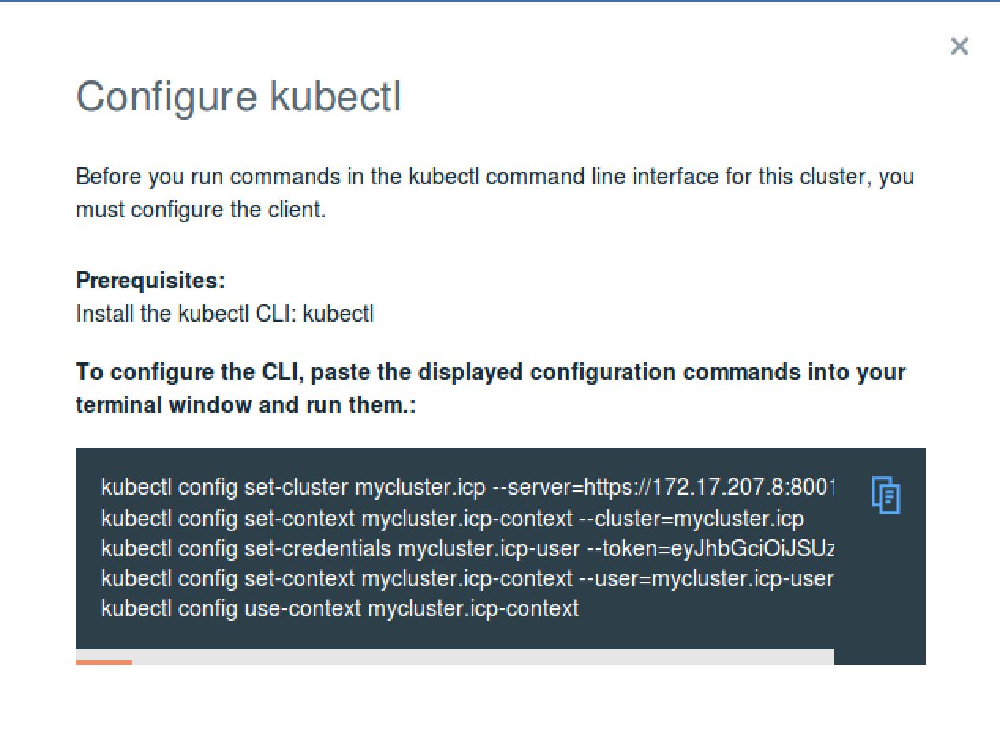 Configure kubectl
Before you run commands in the kubectl command line interface for this cluster, you
must configure the client.
Prerequisites:
Install the kubectl CLI: kubectl
To configure the CLI, paste the displayed configuration commands into your
terminal window and run them.:
kubectl config set-cluster mycluster.icp --server=https://172.17.207.8:8001
kubectl config set-context mycluster.icp-context --cluster=mycluster.icp
kubectl config set-credentials mycluster.icp-user --token=eyJhbGciOiJSUz
kubectl config set-context mycluster.icp-context --user=mycluster.icp-user
kubectl config use-context mycluster.icp-context